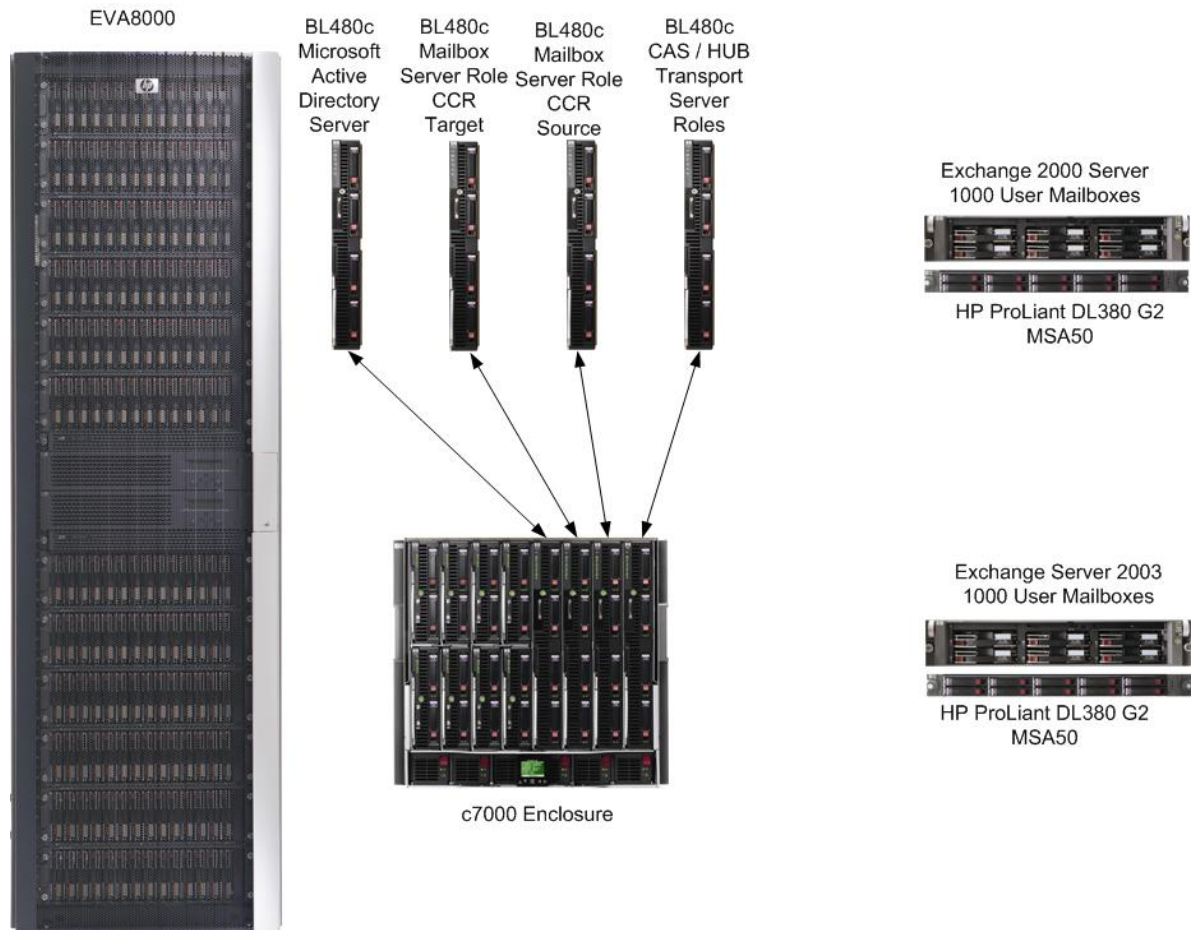 EVA8000
BL480c
Microsoft
Active
Directory
Server
BL480c
Mailbox
Server Role
CCR
Target
BL480c
Mailbox
Server Role
CCR
Source
BL480c
CAS / HUB
Transport
Server
Roles
hp
Exchange 2000 Server
1000 User Mailboxes
HP ProLiant DL380 G2
MSA50
Exchange Server 2003
1000 User Mailboxes
HP ProLiant DL380 G2
MSA50
c7000 Enclosure